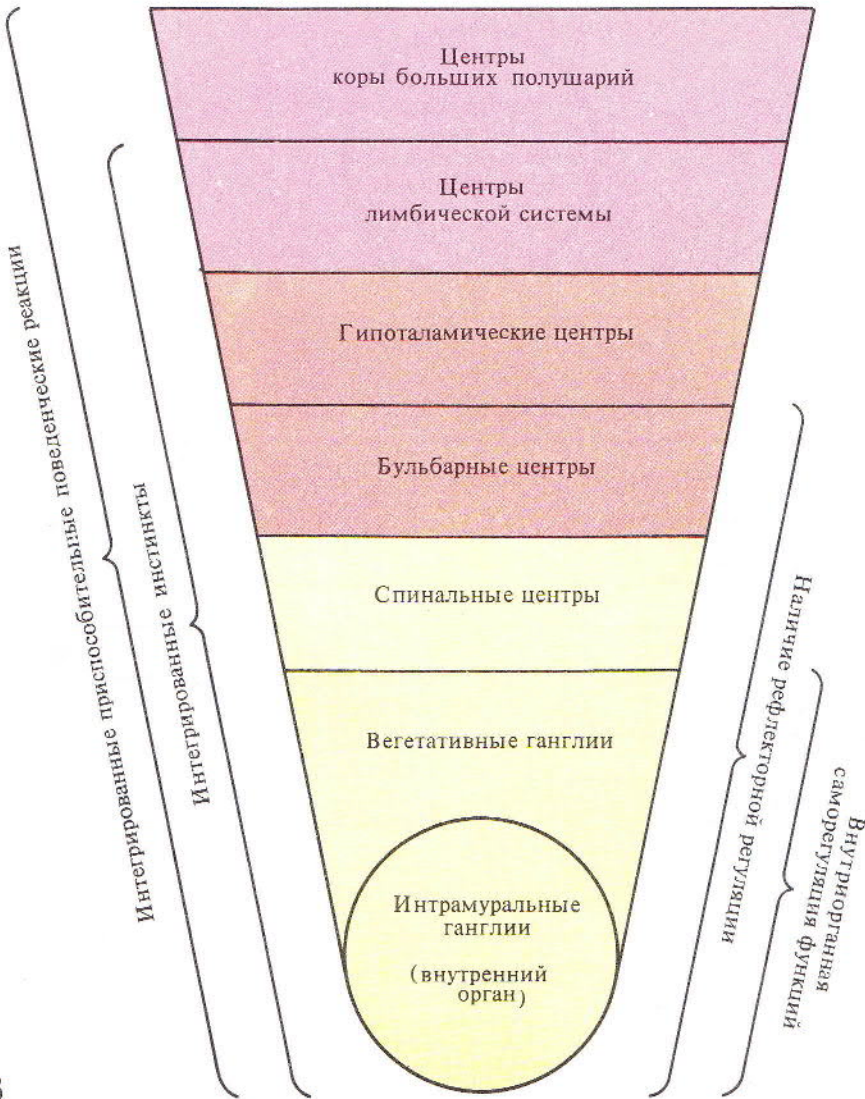 Центры
коры больших полушарий
Центры
лимбической системы
Гипоталамические центры
Бульбарные центры
Спинальные центры
Вегетативные ганглии
Интрамуральные
ганглии
(внутренний
орган)
Интегрированные приспособительные поведенческие реакции
Интегрированные инстинкты
Наличие рефлекторной регуляции
Внутриорганная
саморегуляция функций